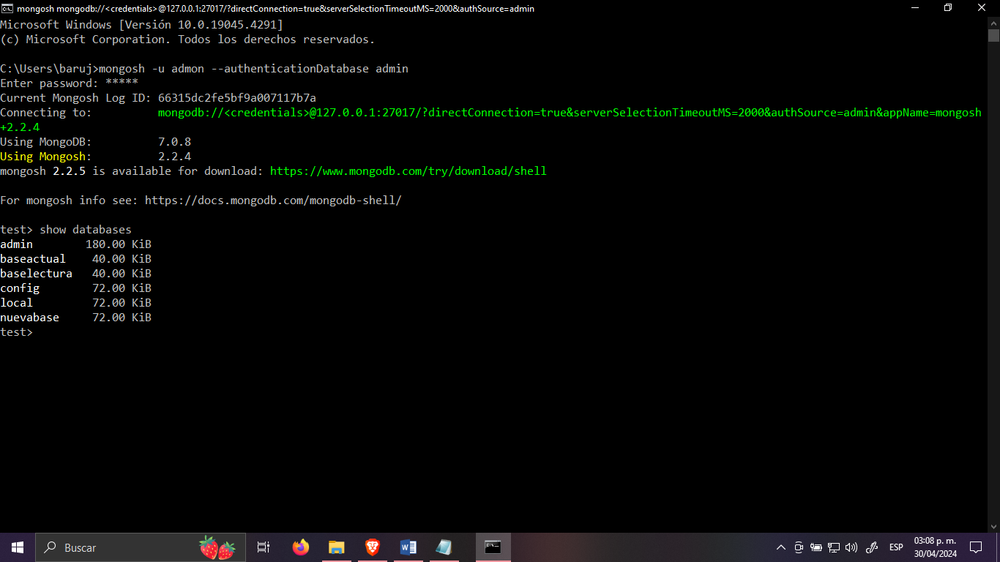 mongosh mongodb://<credentials>@127.0.0.1:27017/?directConnection=true&serverSelectionTimeoutMS=2000&authSource=admin
Microsoft Windows [Versión 10.0.19045.4291]
(c) Microsoft Corporation. Todos los derechos reservados.
C:\Users\baruj>mongosh -u admon --authenticationDatabase admin
Enter password: *****
Current Mongosh Log ID: 66315dc2fe5bf9a007117b7a
Connecting to: mongodb://<credentials>@127.0.0.1:27017/?directConnection=true&serverSelectionTimeoutMS=2000&authSource=admin&appName=mongosh
+2.2.4
Using MongoDB: 7.0.8
Using Mongosh: 2.2.4
mongosh 2.2.5 is available for download: https://www.mongodb.com/try/download/shell
For mongosh info see: https://docs.mongodb.com/mongodb-shell/
test> show databases
admin 180.00 KiB
baseactual 40.00 KiB
baselectura 40.00 KiB
config 72.00 KiB
local 72.00 KiB
nuevabase 72.00 KiB
test>
Buscar
ESP
03:08 p. m.
30/04/2024